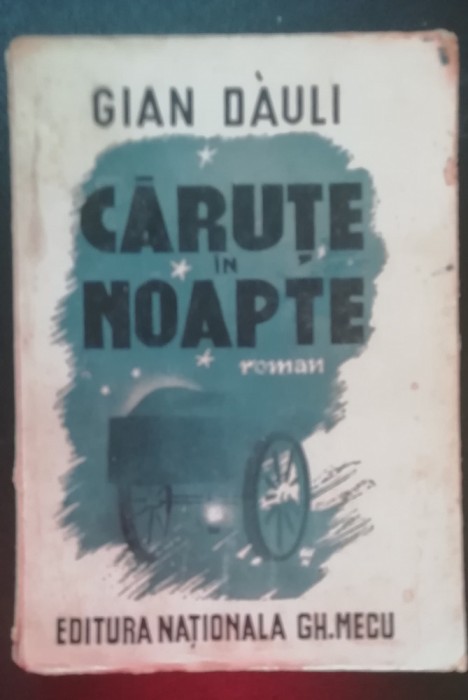 GIAN DÀULI
CĂRUȚE
ÎN
NOAPTE
roman
EDITURA NAȚIONALA GH.MECU